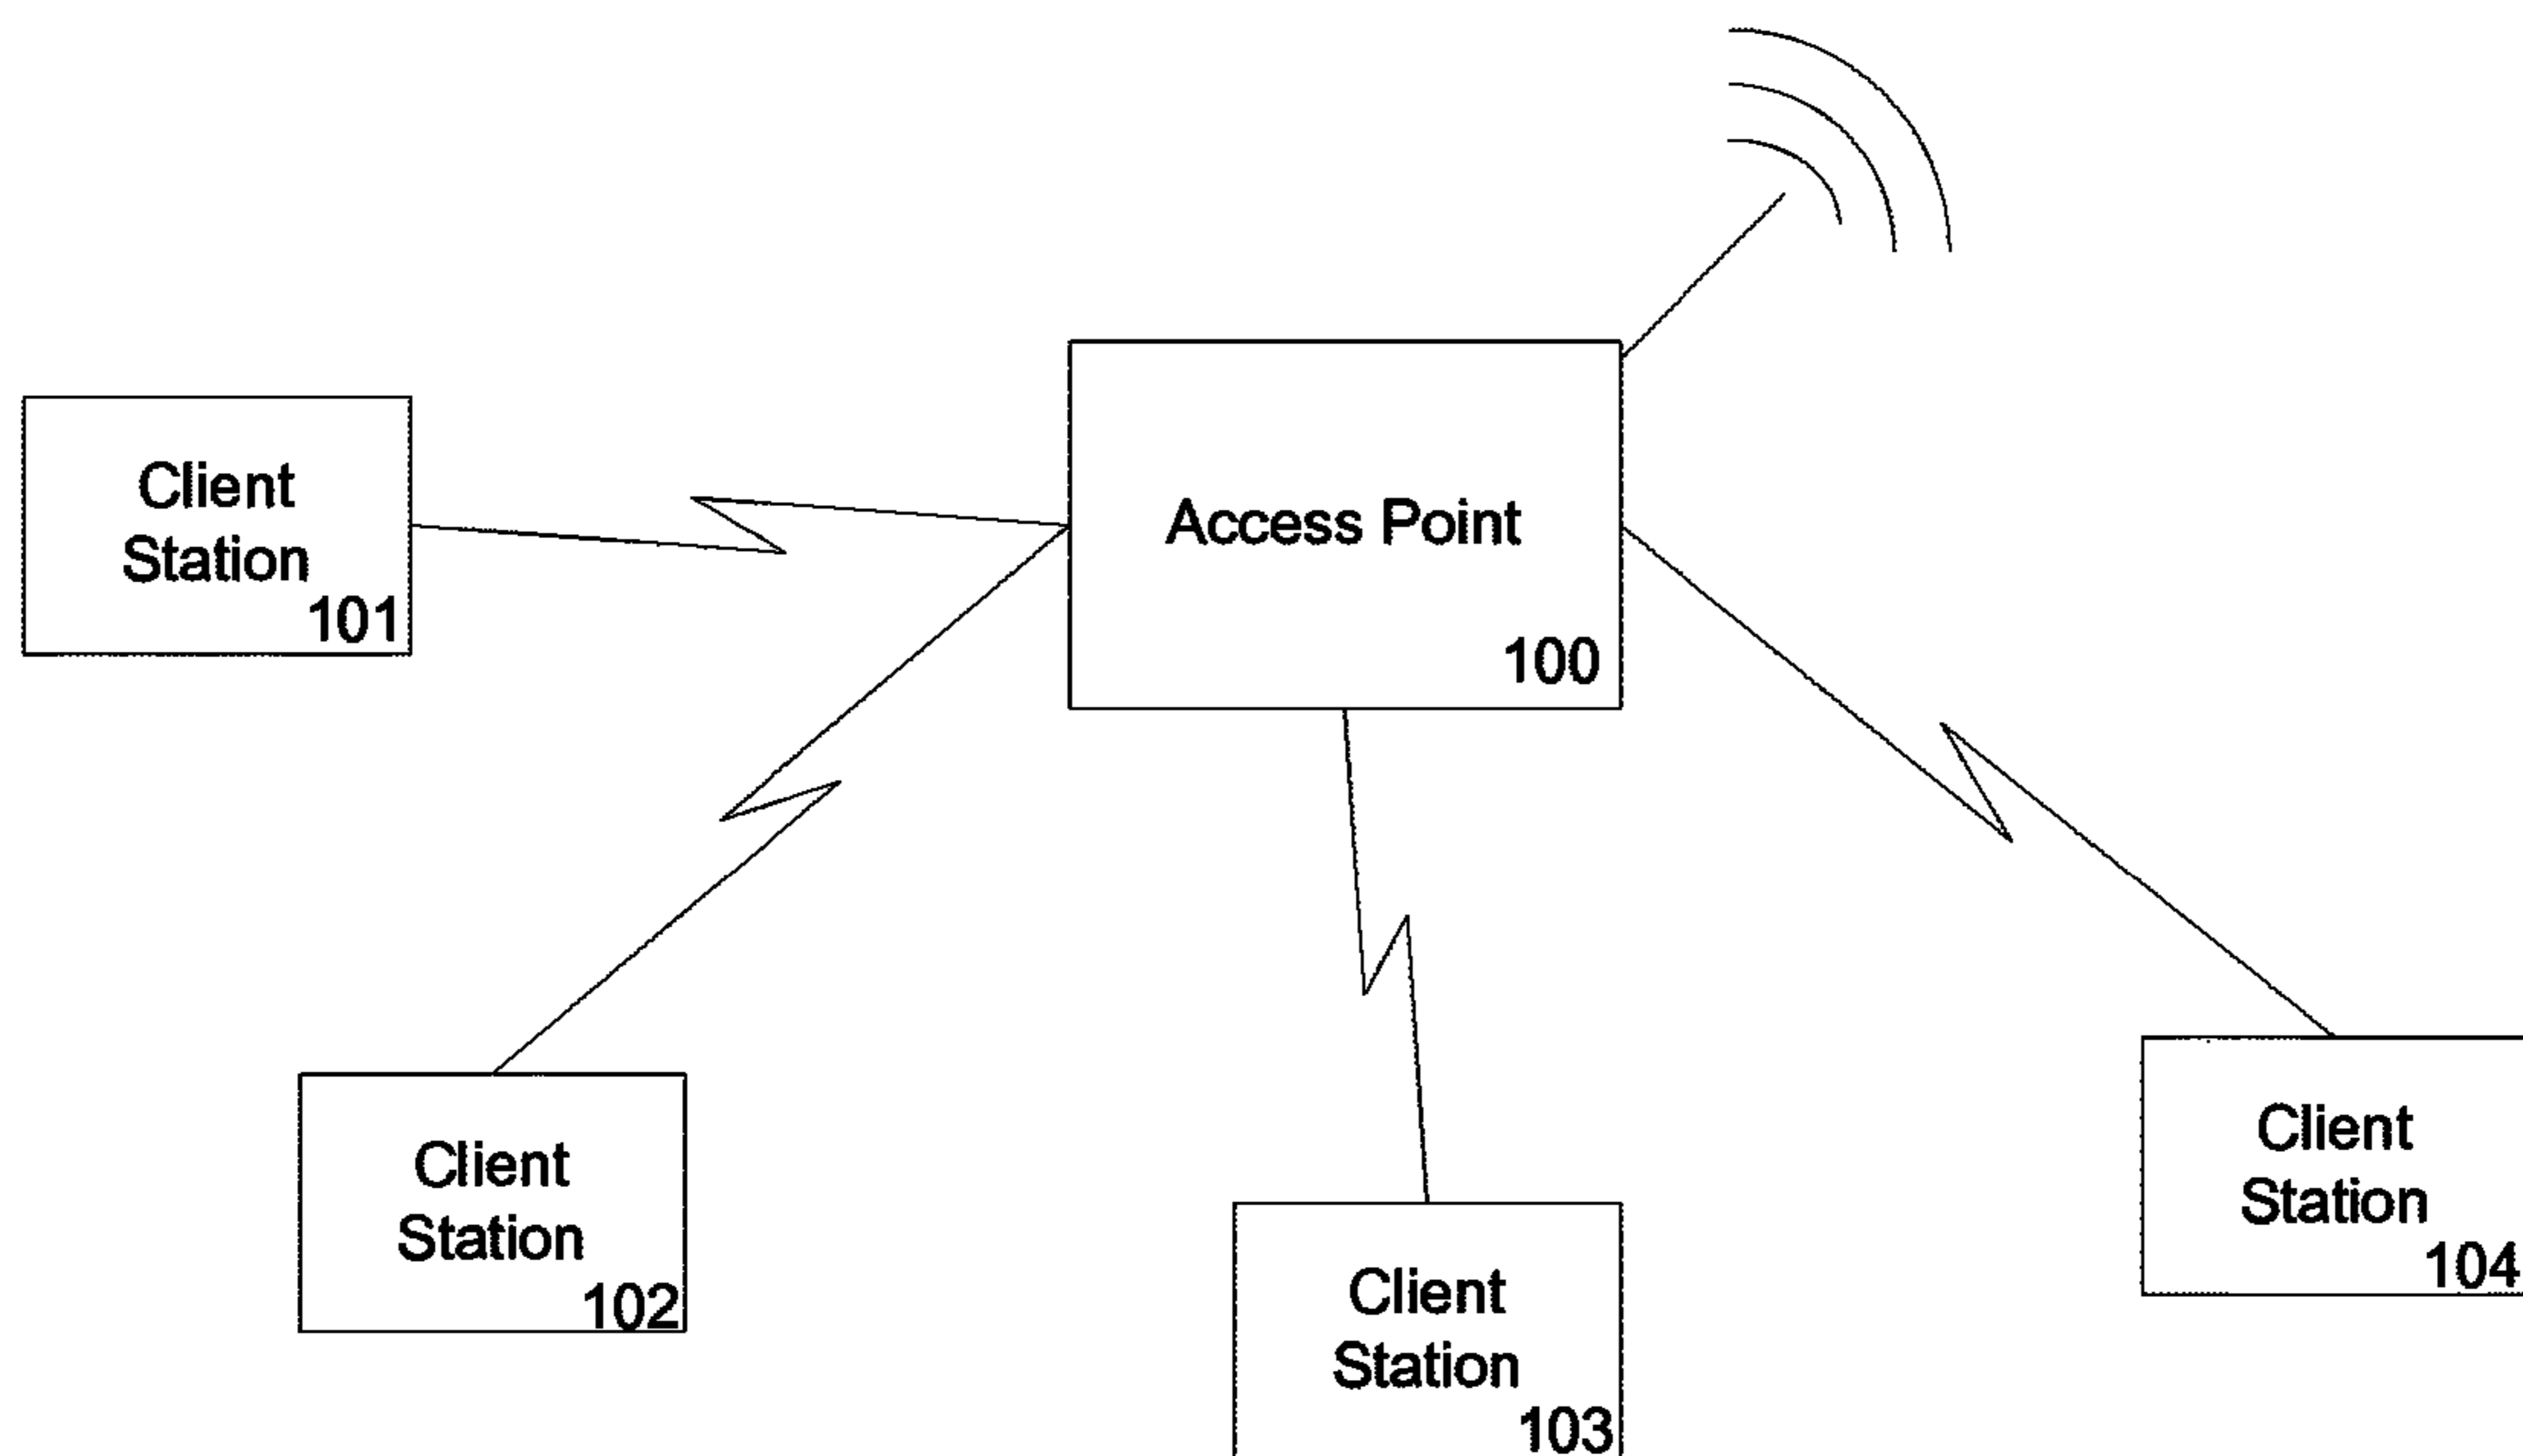 Client
Station
101
Access Point
100
Client
Station
102
Client
Station
103
Client
Station
104